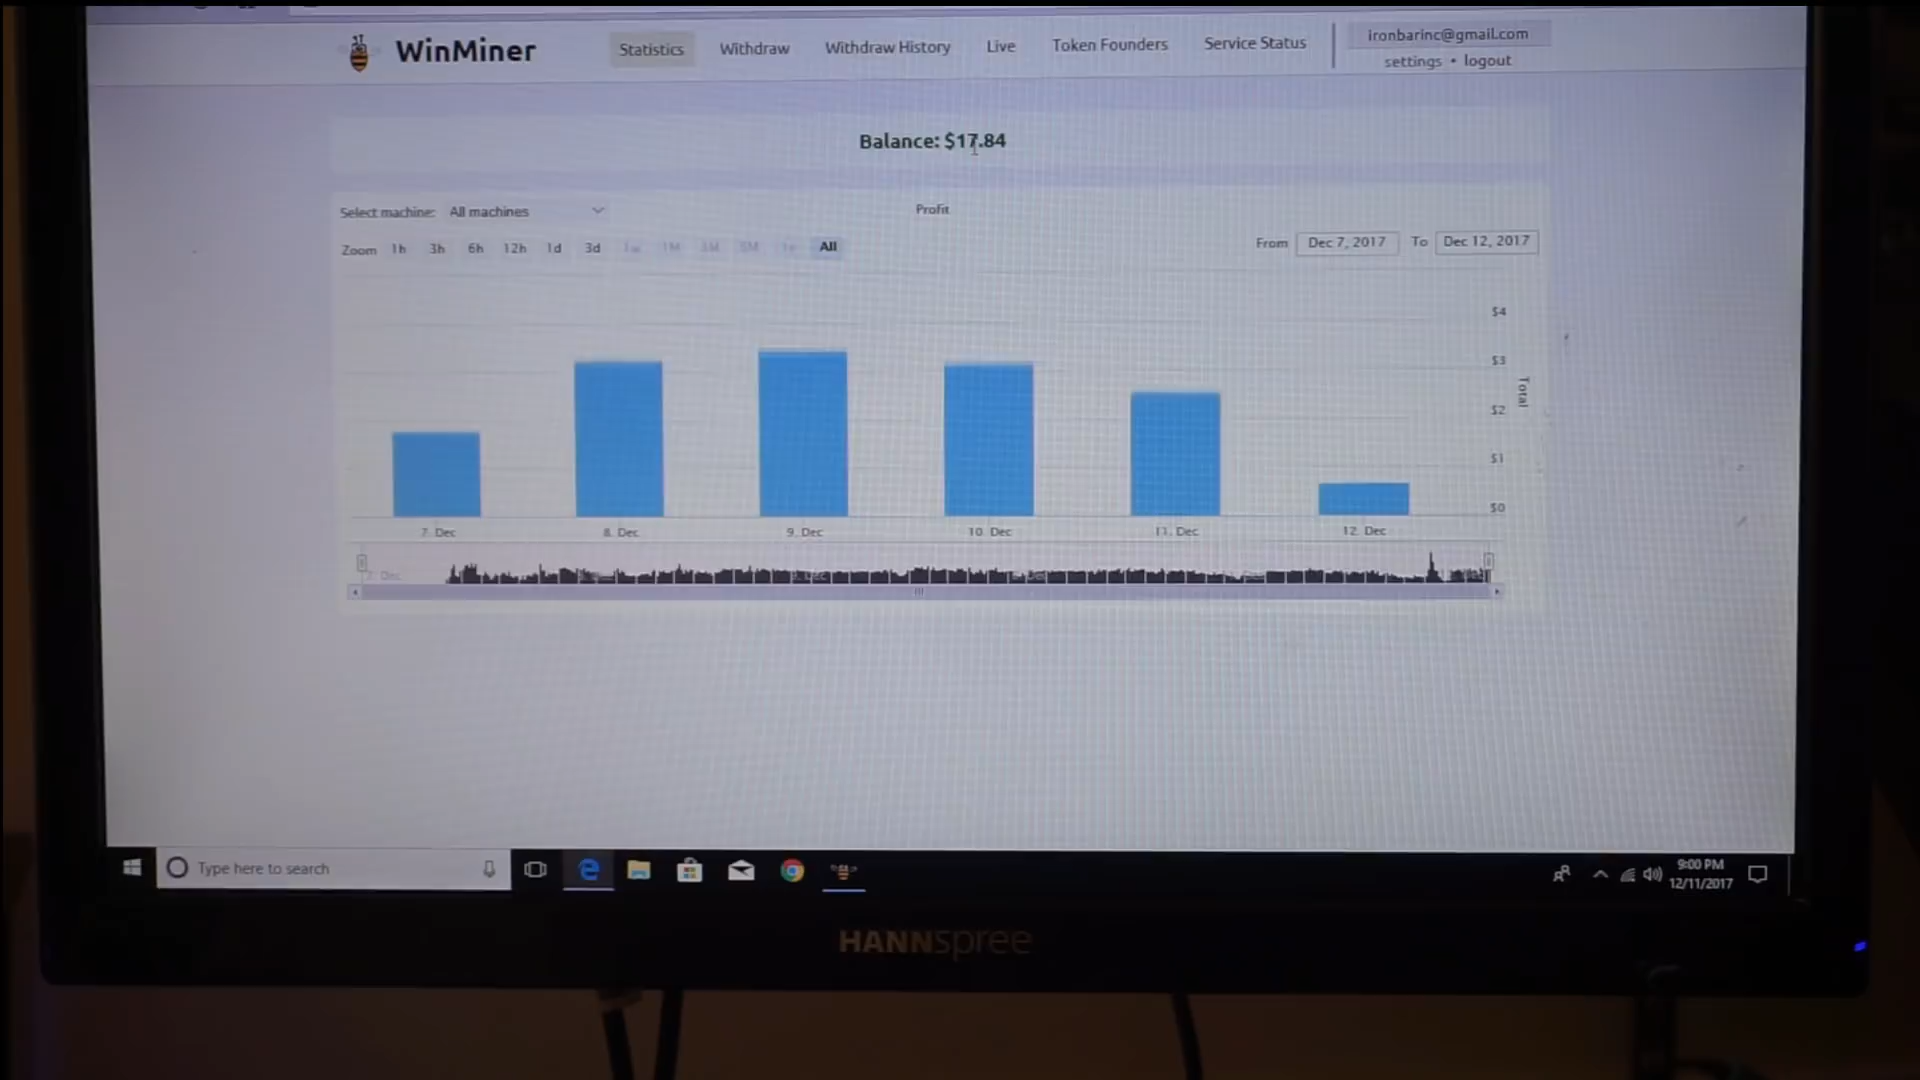 WinMiner Statistics Withdraw Withdraw History Live Token Founders Service Status ironbarinc@gmail.com
settings • logout
Balance: $17.84
Select machine: All machines
Profit
Zoom 1h 3h 6h 12h 1d 3d 1w 1M All
From Dec 7, 2017 To Dec 12, 2017
$4
$3
$2
$1
$0
Total
7. Dec 8. Dec 9. Dec 10. Dec 11. Dec 12. Dec
Type here to search
9:00 PM
12/11/2017
HANNspree